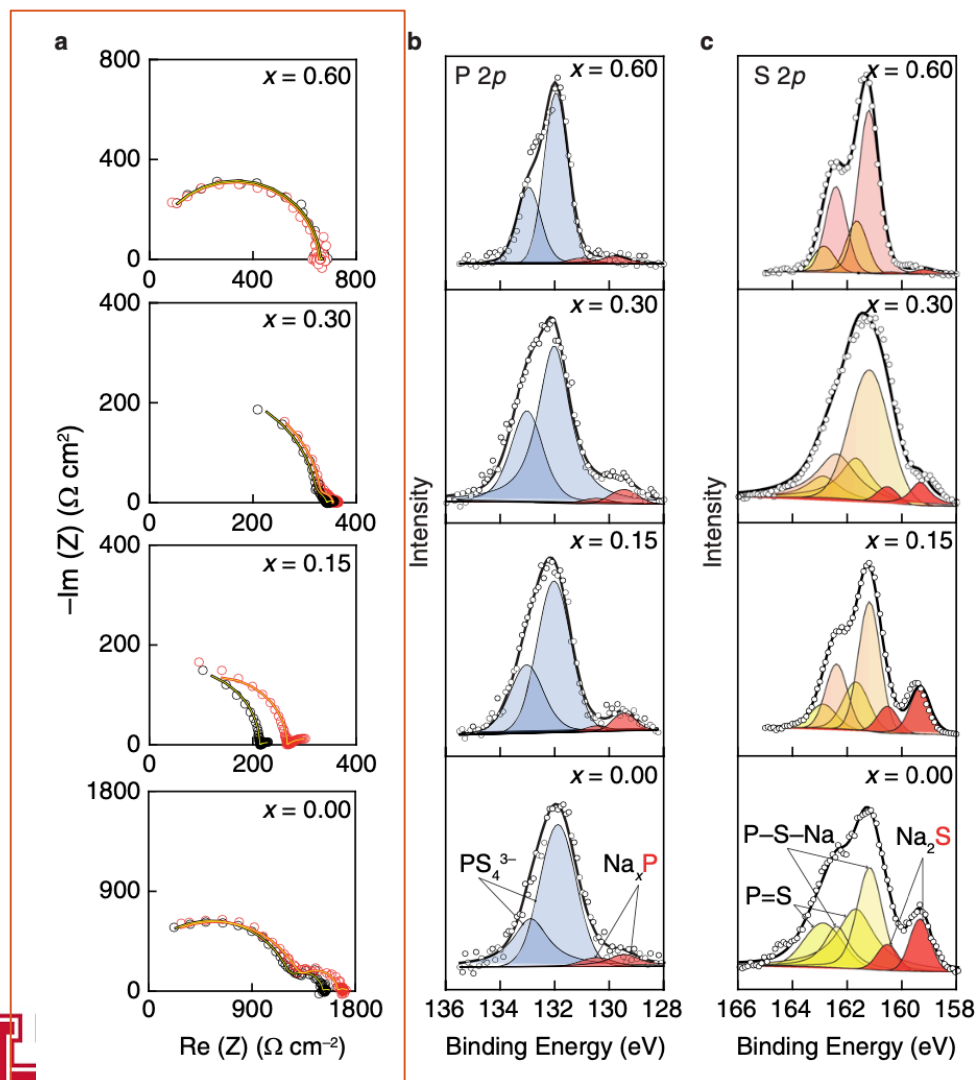 a
b
c
800
400
0
0
400
800
x = 0.60
400
200
0
0
200
400
x = 0.30
400
200
0
0
200
400
x = 0.15
1800
900
0
0
900
1800
x = 0.00
–Im (Z) (Ω cm²)
Re (Z) (Ω cm⁻²)
P 2p
x = 0.60
x = 0.30
x = 0.15
x = 0.00
PS₄³⁻
NaₓP
Intensity
136
134
132
130
128
Binding Energy (eV)
S 2p
x = 0.60
x = 0.30
x = 0.15
x = 0.00
P–S–Na
Na₂S
P=S
Intensity
166
164
162
160
158
Binding Energy (eV)